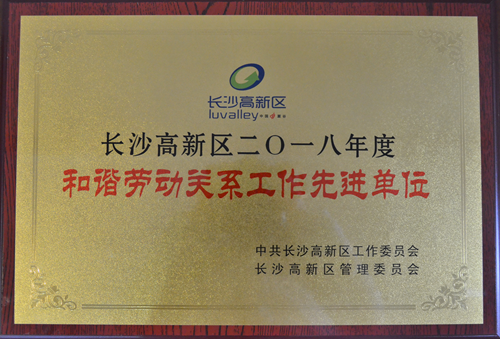 长沙高新区
luvalley
长沙高新区二〇一八年度
和谐劳动关系工作先进单位
中共长沙高新区工作委员会
长沙高新区管理委员会